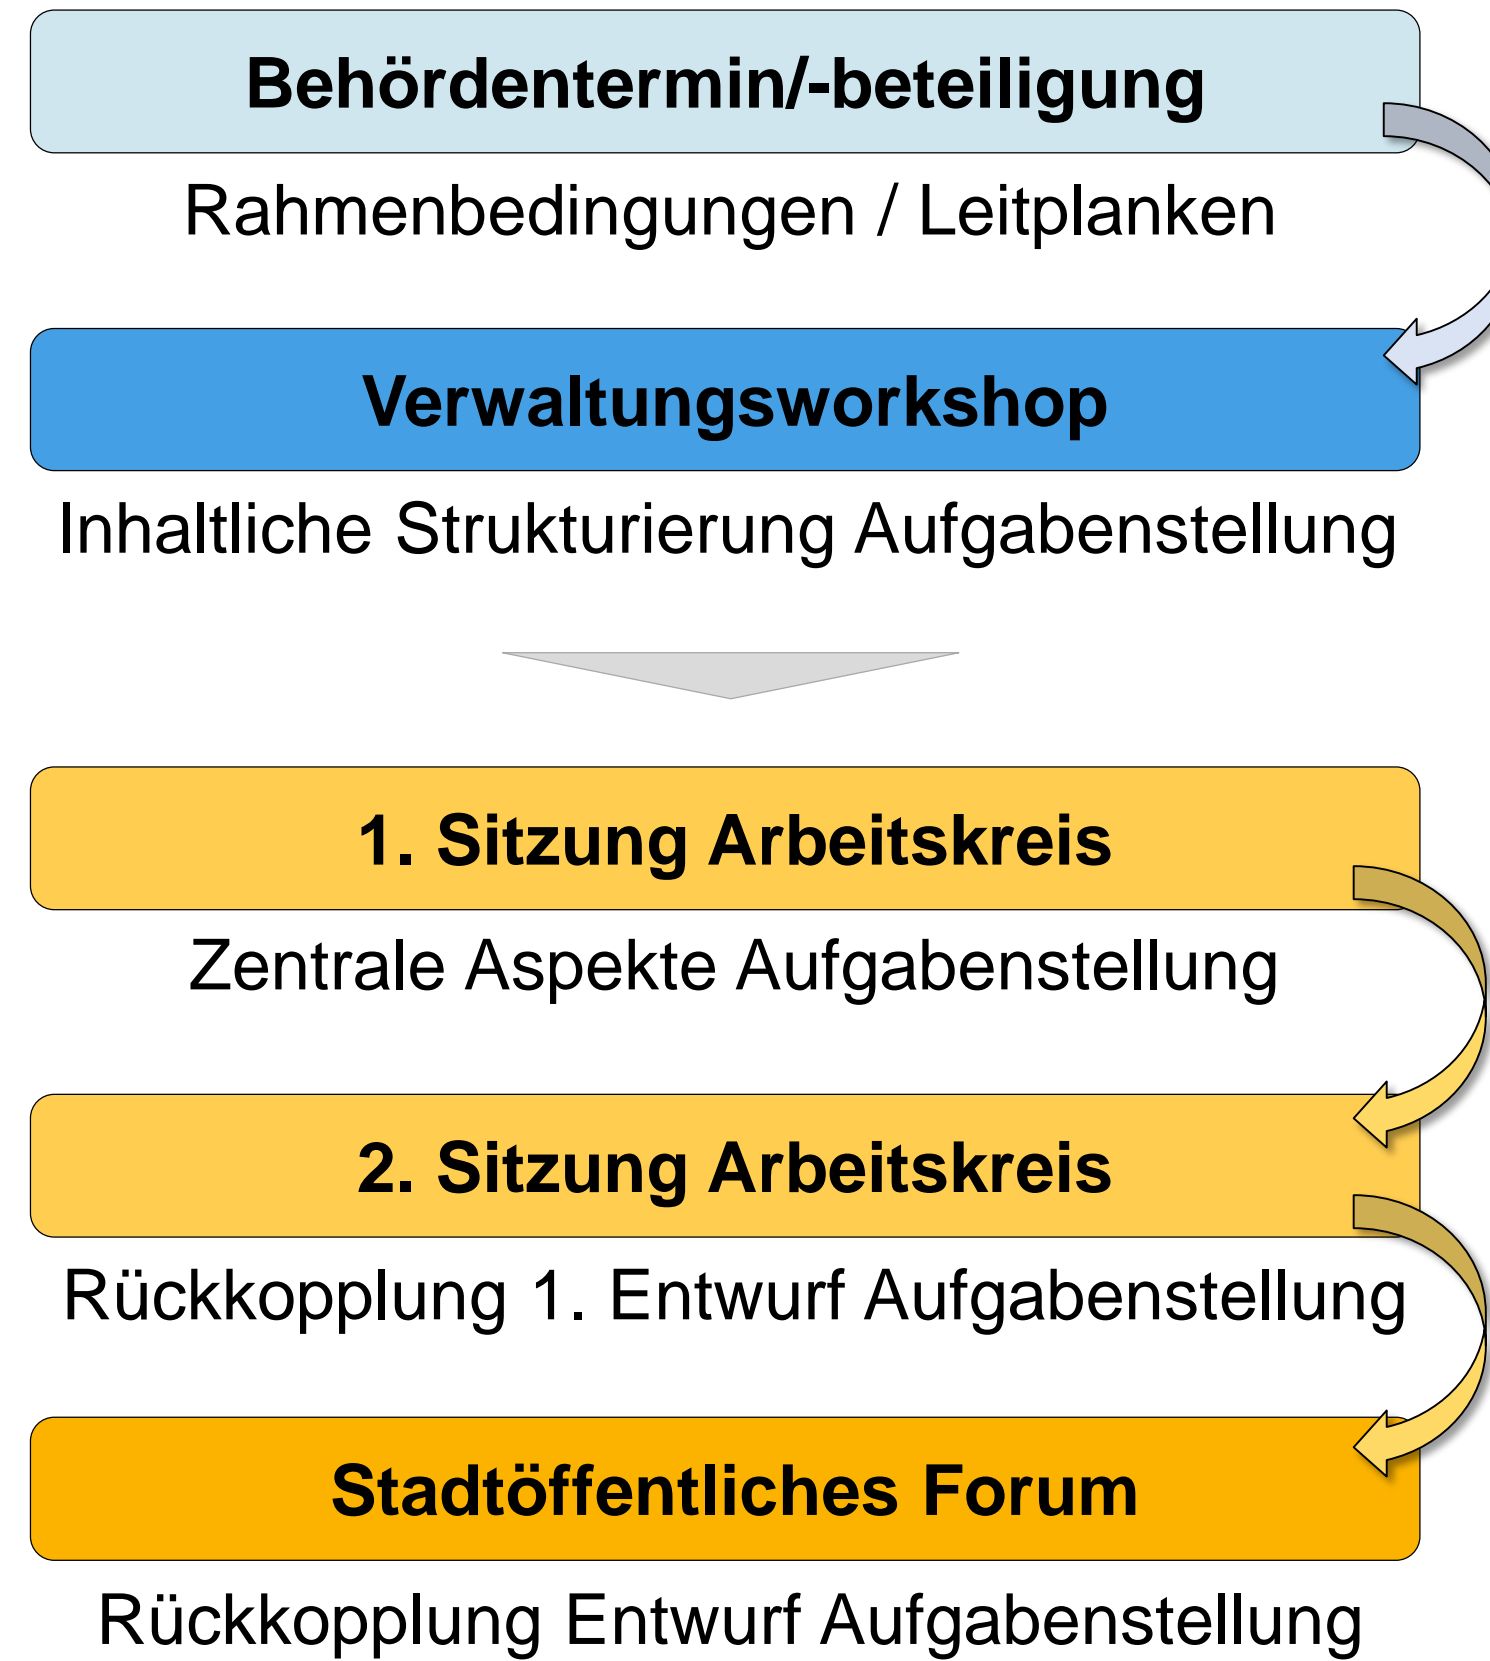 Behördentermin/-beteiligung
Rahmenbedingungen / Leitplanken
Verwaltungsworkshop
Inhaltliche Strukturierung Aufgabenstellung
1. Sitzung Arbeitskreis
Zentrale Aspekte Aufgabenstellung
2. Sitzung Arbeitskreis
Rückkopplung 1. Entwurf Aufgabenstellung
Stadtöffentliches Forum
Rückkopplung Entwurf Aufgabenstellung